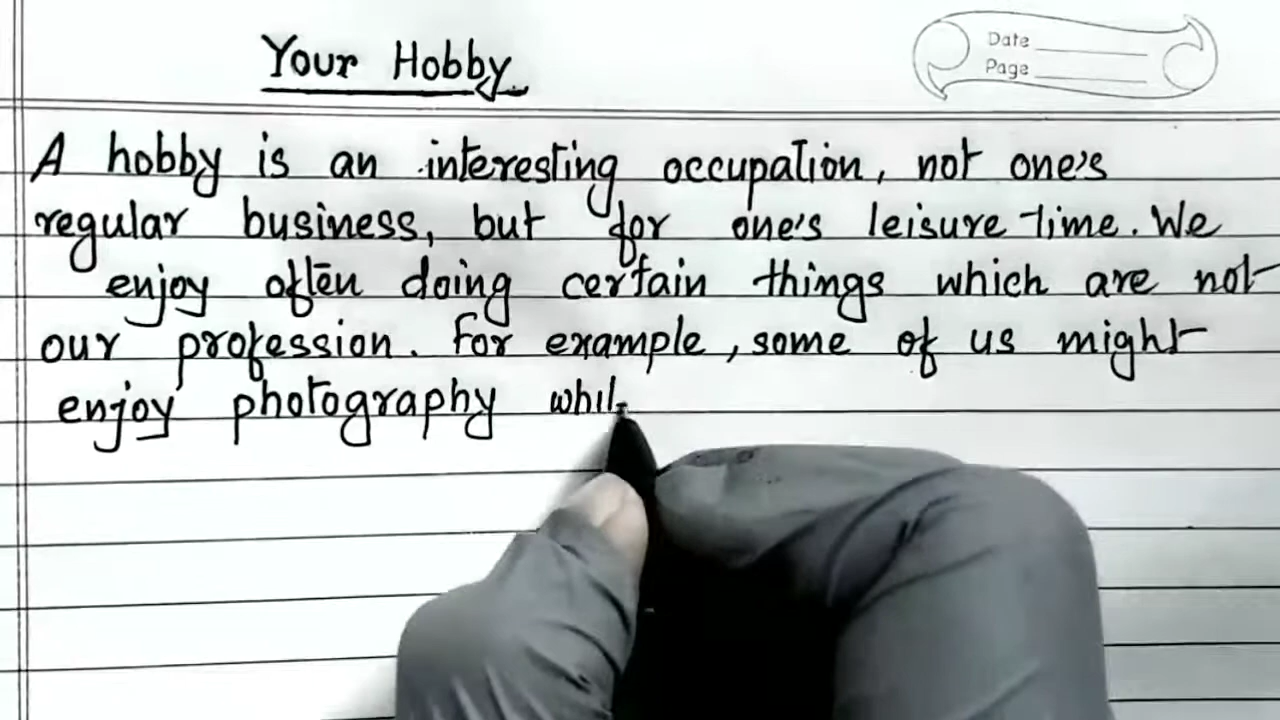 Your Hobby
Date
Page
A hobby is an interesting occupation, not one's
regular business, but for one's leisure time. We
enjoy often doing certain things which are not
our profession. For example, some of us might
enjoy photography whil